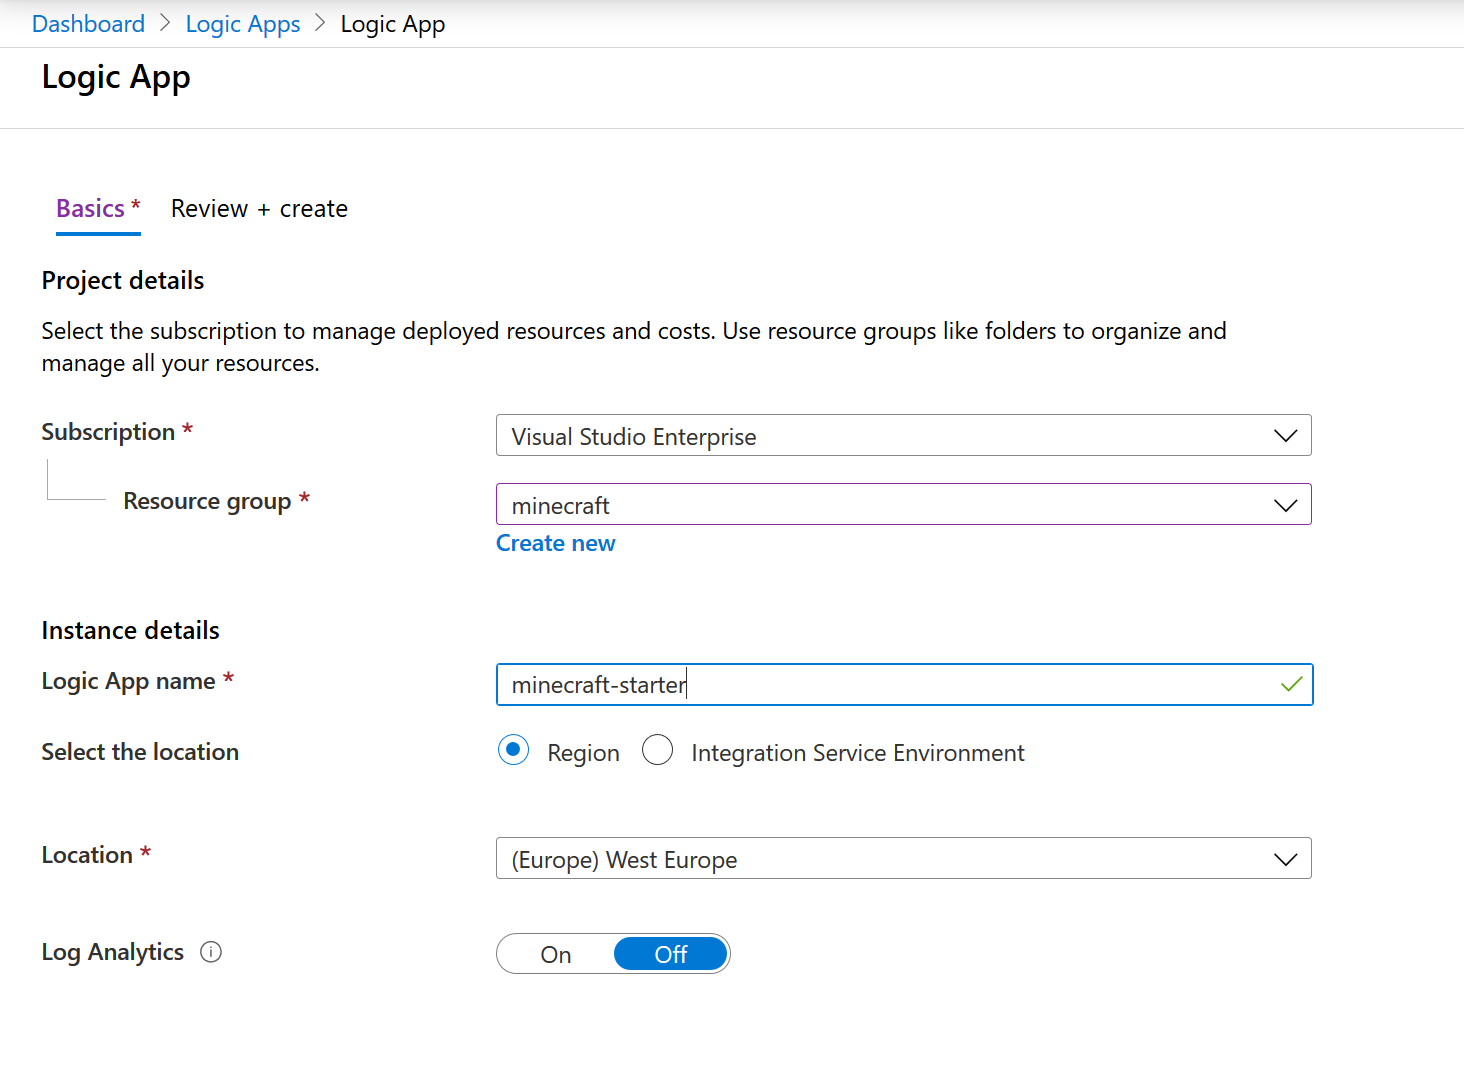 Dashboard > Logic Apps > Logic App
Logic App
Basics * Review + create
Project details
Select the subscription to manage deployed resources and costs. Use resource groups like folders to organize and
manage all your resources.
Subscription * Visual Studio Enterprise
Resource group * minecraft
Create new
Instance details
Logic App name * minecraft-starter
Select the location Region Integration Service Environment
Location * (Europe) West Europe
Log Analytics On Off